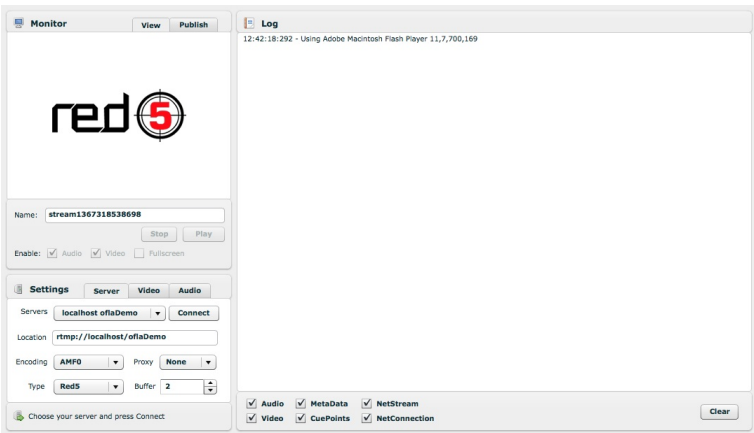 Monitor
View
Publish
red5
Name: stream1367318538698
Stop Play
Enable: Audio Video Fullscreen
Settings
Server
Video
Audio
Servers localhost oflaDemo Connect
Location rtmp://localhost/oflaDemo
Encoding AMF0 Proxy None
Type Red5 Buffer 2
Choose your server and press Connect
Log
12:42:18:292 - Using Adobe Macintosh Flash Player 11,7,700,169
Audio MetaData NetStream
Video CuePoints NetConnection
Clear